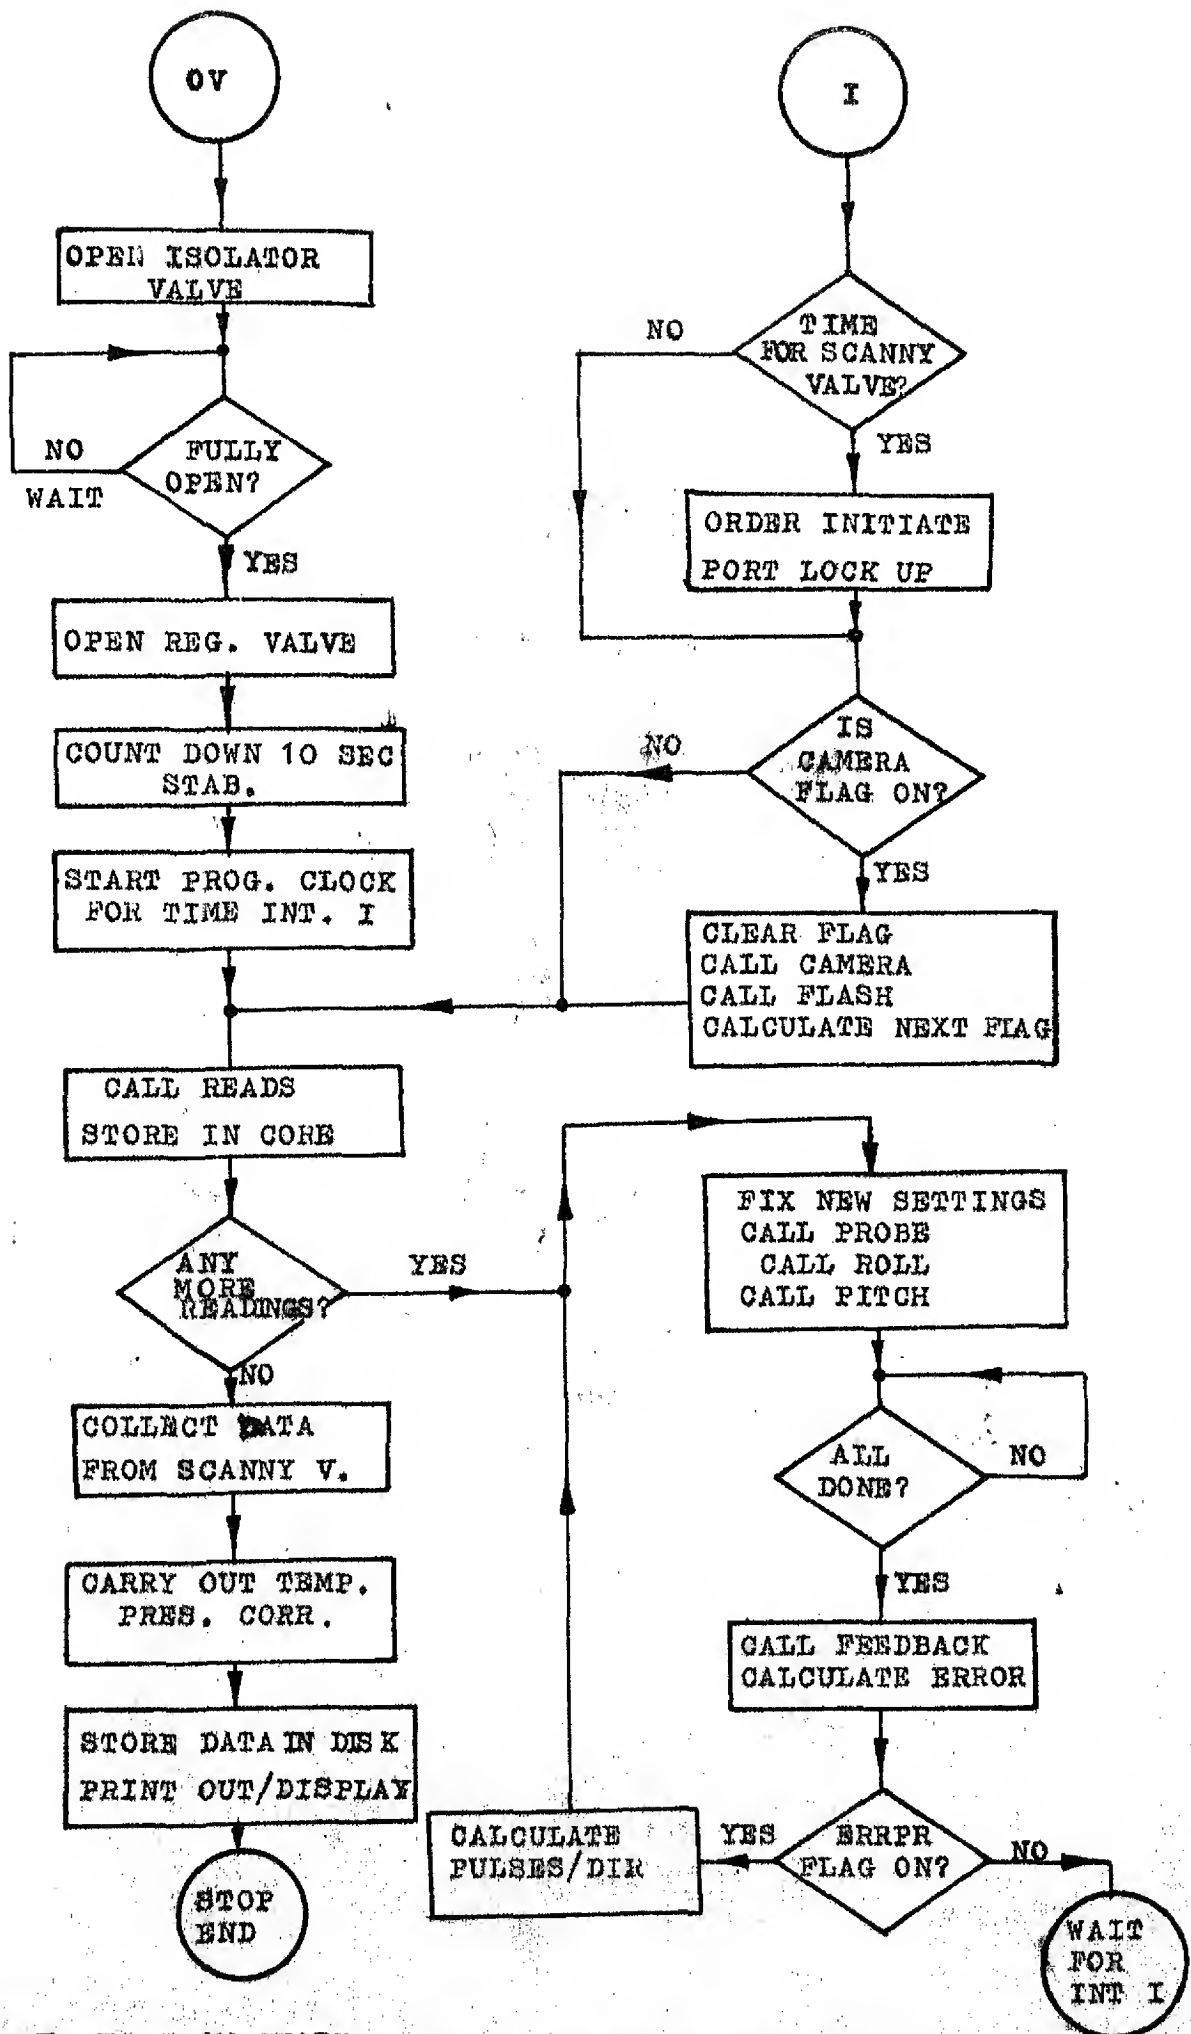 OV
OPEN ISOLATOR
VALVE
NO
WAIT
FULLY
OPEN?
YES
OPEN REG. VALVE
COUNT DOWN 10 SEC
STAB.
START PROG. CLOCK
FOR TIME INT. I
CALL READS
STORE IN CORE
ANY
MORE
READINGS?
YES
NO
COLLECT DATA
FROM SCANNY V.
CARRY OUT TEMP.
PRES. CORR.
STORE DATA IN DISK
PRINT OUT/DISPLAY
STOP
END
I
TIME
FOR SCANNY
VALVE?
NO
YES
ORDER INITIATE
PORT LOCK UP
IS
CAMERA
FLAG ON?
NO
YES
CLEAR FLAG
CALL CAMERA
CALL FLASH
CALCULATE NEXT FLAG
FIX NEW SETTINGS
CALL PROBE
CALL ROLL
CALL PITCH
ALL
DONE?
NO
YES
CALL FEEDBACK
CALCULATE ERROR
ERRPR
FLAG ON?
YES
NO
CALCULATE
PULSES/DIR
WAIT
FOR
INT I